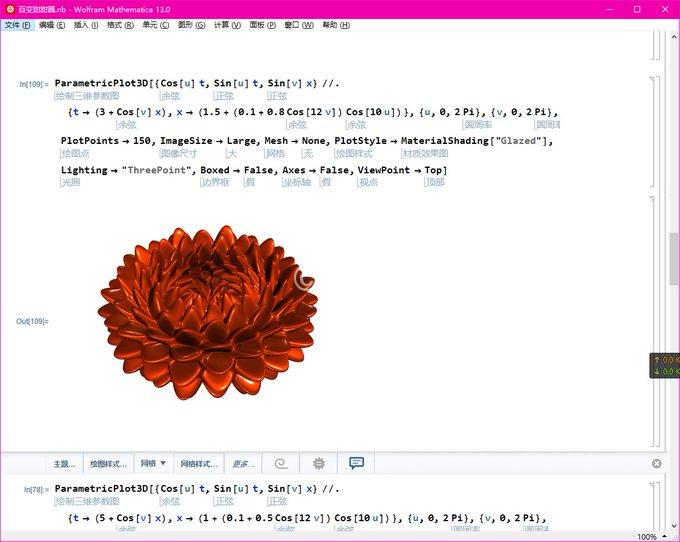 百变甜甜圈.nb - Wolfram Mathematica 13.0
文件(F) 编辑(E) 插入(I) 格式(R) 单元(C) 图形(G) 计算(V) 面板(P) 窗口(W) 帮助(H)
In[109]:= ParametricPlot3D[{Cos[u] t, Sin[u] t, Sin[v] x} //.
绘制三维参数图 余弦 正弦 正弦
{t → (3 + Cos[v] x), x → (1.5 + (0.1 + 0.8 Cos[12 v]) Cos[10 u])}, {u, 0, 2 Pi}, {v, 0, 2 Pi},
余弦 余弦 余弦 圆周率 圆周率
PlotPoints → 150, ImageSize → Large, Mesh → None, PlotStyle → MaterialShading["Glazed"],
绘图点 图像尺寸 大 网格 无 绘图样式 材质效果图
Lighting → "ThreePoint", Boxed → False, Axes → False, ViewPoint → Top]
光照 边界框 假 坐标轴 假 视点 顶部
Out[109]=
↑ 0.0 K
↓ 0.0 K
主题... 绘图样式... 网格 ▼ 网格样式... 更多...
In[78]:= ParametricPlot3D[{Cos[u] t, Sin[u] t, Sin[v] x} //.
绘制三维参数图 余弦 正弦 正弦
{t → (5 + Cos[v] x), x → (1 + (0.1 + 0.5 Cos[12 v]) Cos[10 u])}, {u, 0, 2 Pi}, {v, 0, 2 Pi},
100%